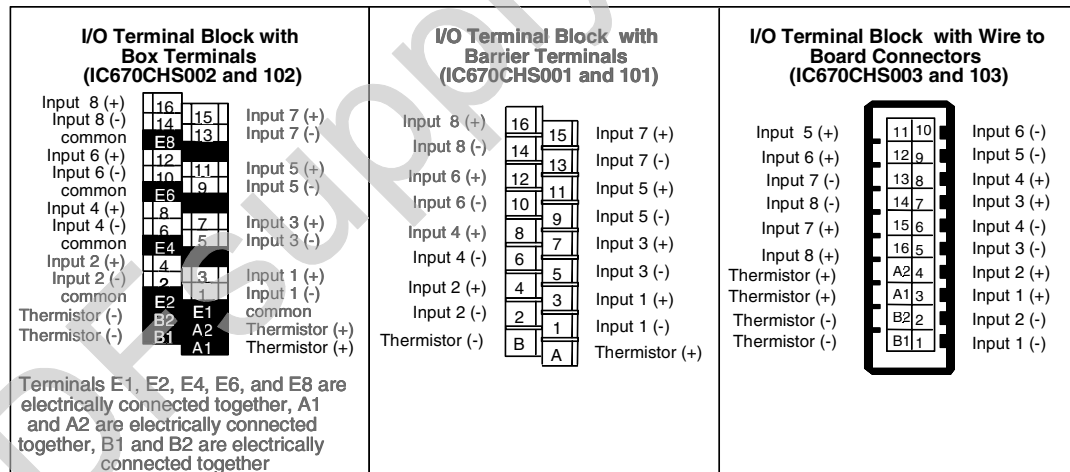 I/O Terminal Block with
Box Terminals
(IC670CHS002 and 102)
Input 8 (+) 16
Input 8 (-) 14
common E8
Input 6 (+) 12
Input 6 (-) 10
common E6
Input 4 (+) 8
Input 4 (-) 6
common E4
Input 2 (+) 4
Input 2 (-) 2
common E2
Thermistor (-) B2
Thermistor (-) B1
15 Input 7 (+)
13 Input 7 (-)
11 Input 5 (+)
9 Input 5 (-)
7 Input 3 (+)
5 Input 3 (-)
3 Input 1 (+)
1 Input 1 (-)
E1 common
A2 Thermistor (+)
A1 Thermistor (+)
Terminals E1, E2, E4, E6, and E8 are
electrically connected together, A1
and A2 are electrically connected
together, B1 and B2 are electrically
connected together
I/O Terminal Block with
Barrier Terminals
(IC670CHS001 and 101)
Input 8 (+) 16
Input 8 (-) 14
Input 6 (+) 12
Input 6 (-) 10
Input 4 (+) 8
Input 4 (-) 6
Input 2 (+) 4
Input 2 (-) 2
Thermistor (-) B
15 Input 7 (+)
13 Input 7 (-)
11 Input 5 (+)
9 Input 5 (-)
7 Input 3 (+)
5 Input 3 (-)
3 Input 1 (+)
1 Input 1 (-)
A Thermistor (+)
I/O Terminal Block with Wire to
Board Connectors
(IC670CHS003 and 103)
Input 5 (+) 11 10 Input 6 (-)
Input 6 (+) 12 9 Input 5 (-)
Input 7 (-) 13 8 Input 4 (+)
Input 8 (-) 14 7 Input 3 (+)
Input 7 (+) 15 6 Input 4 (-)
Input 8 (+) 16 5 Input 3 (-)
Thermistor (+) A2 4 Input 2 (+)
Thermistor (+) A1 3 Input 1 (+)
Thermistor (-) B2 2 Input 2 (-)
Thermistor (-) B1 1 Input 1 (-)